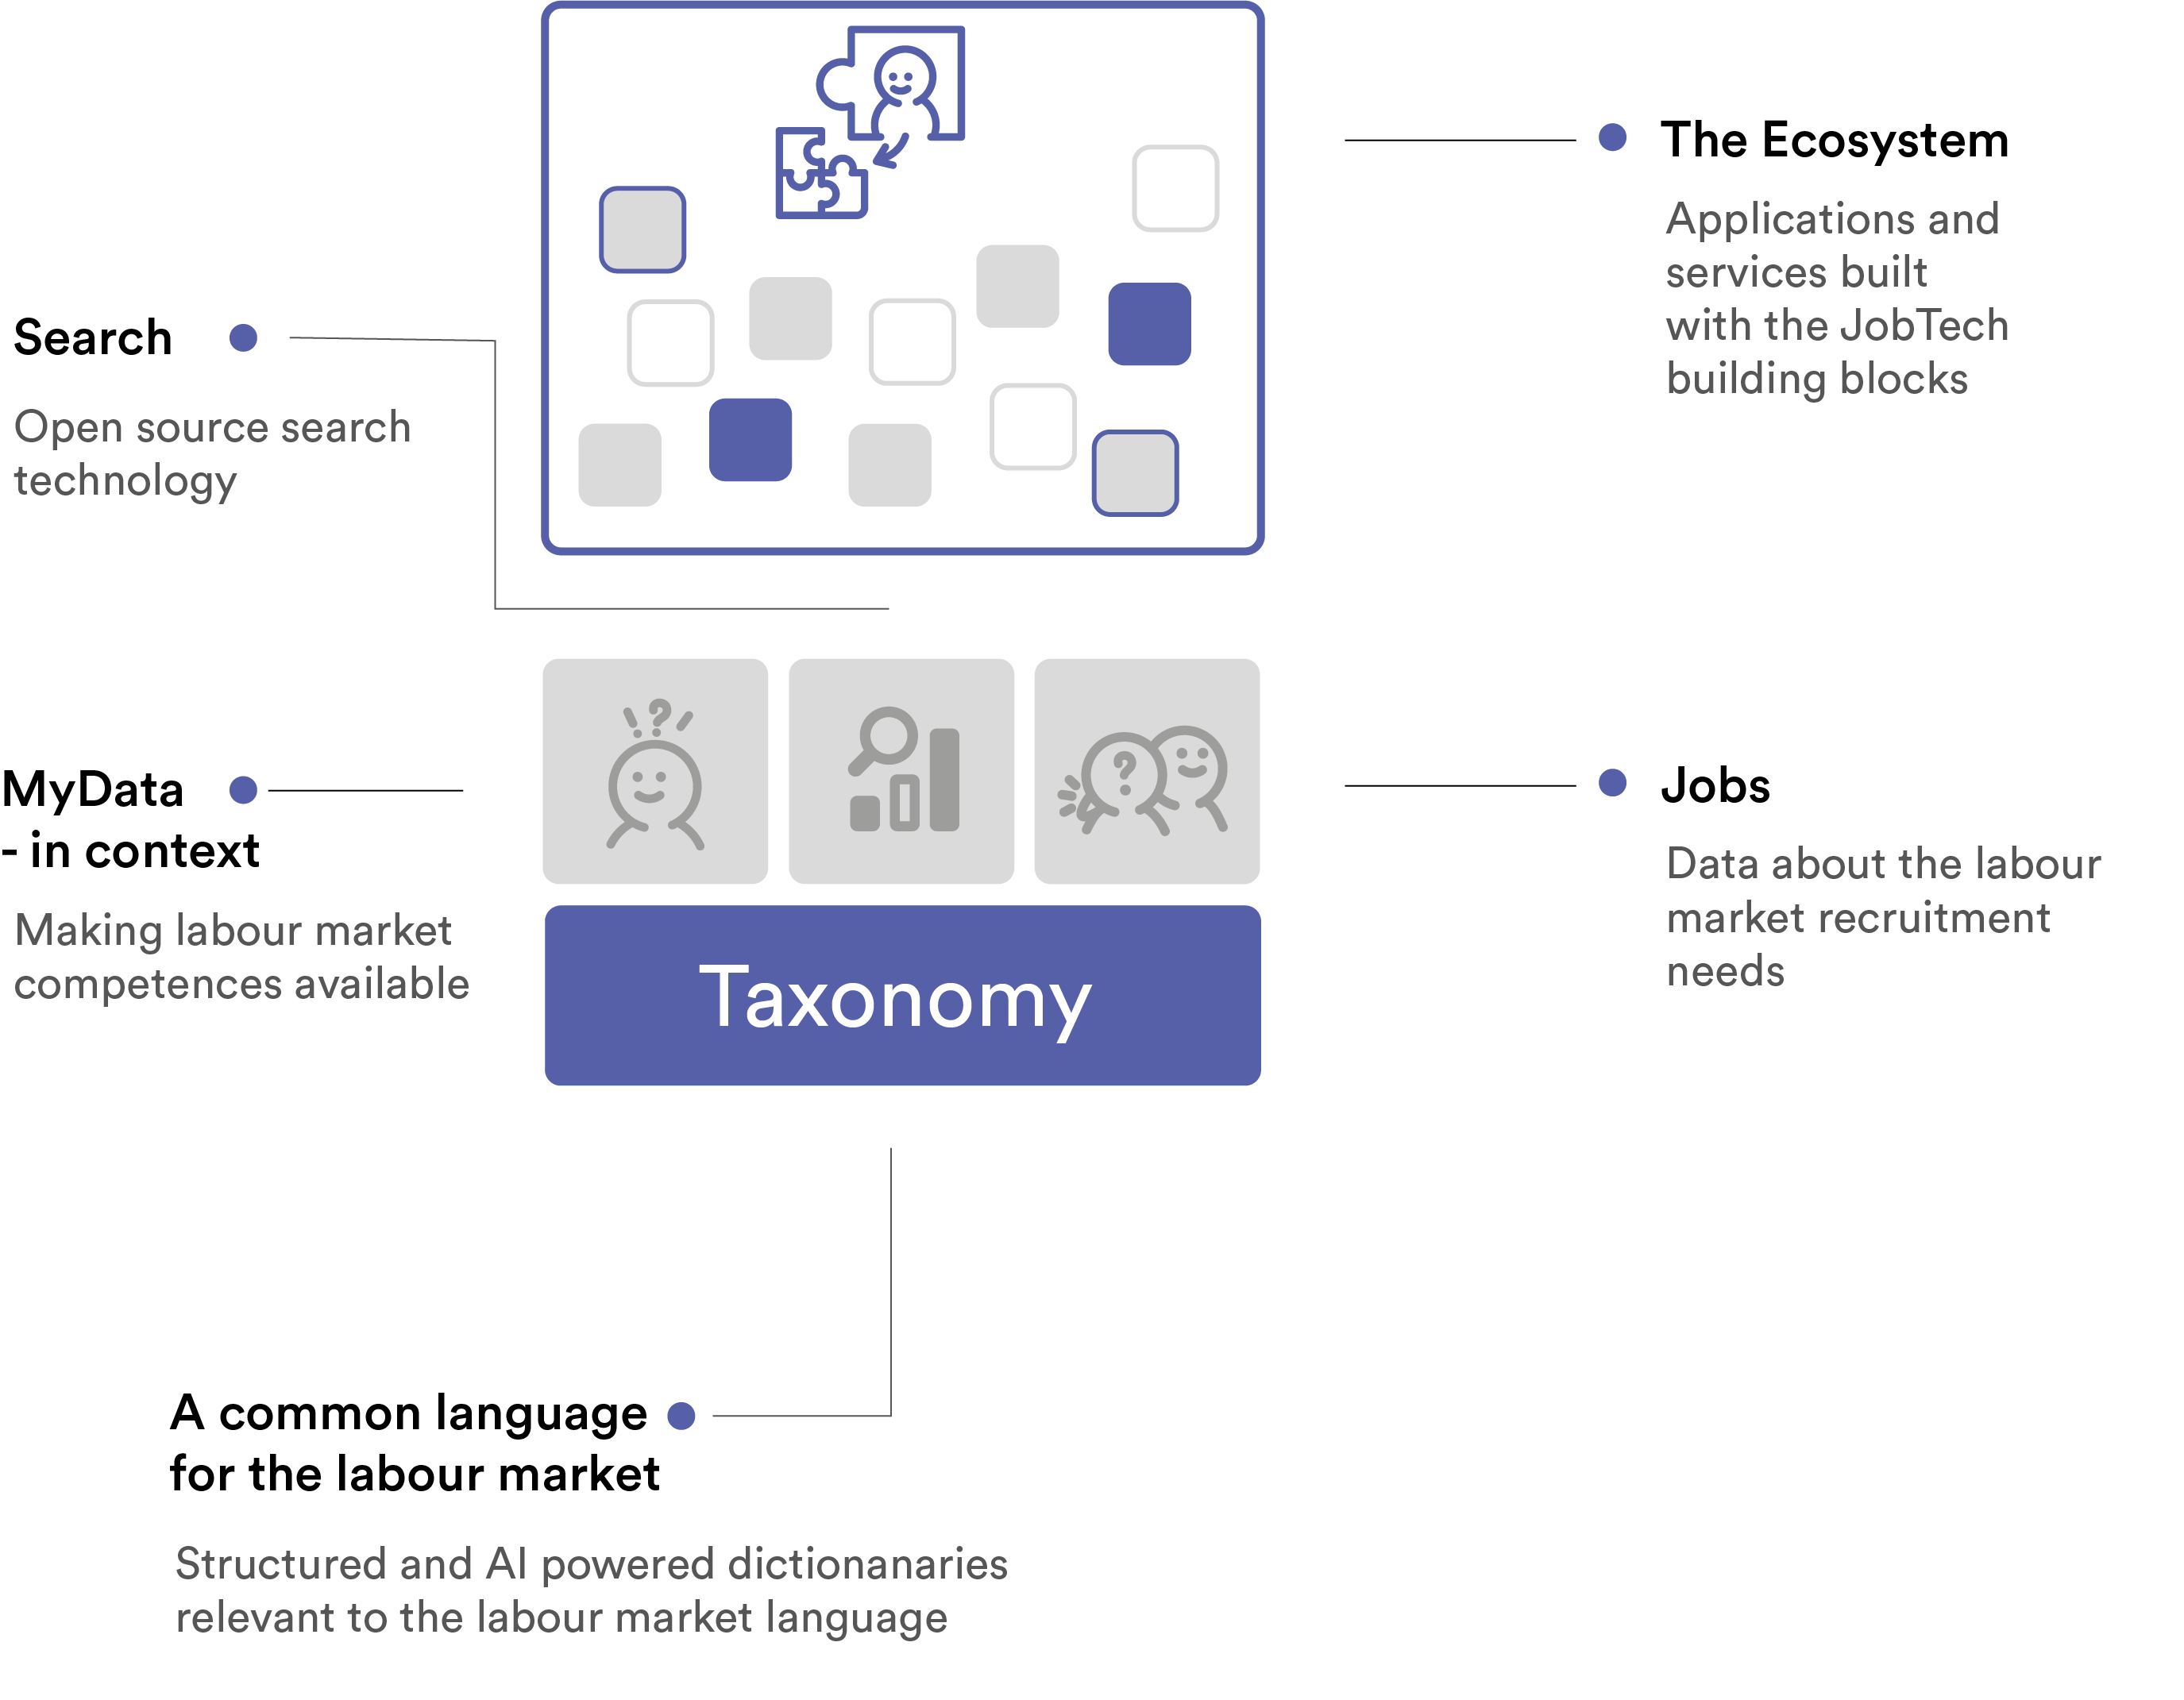 The Ecosystem
Applications and
services built
with the JobTech
building blocks
Search
Open source search
technology
MyData
- in context
Making labour market
competences available
Jobs
Data about the labour
market recruitment
needs
Taxonomy
A common language
for the labour market
Structured and AI powered dictionanaries
relevant to the labour market language